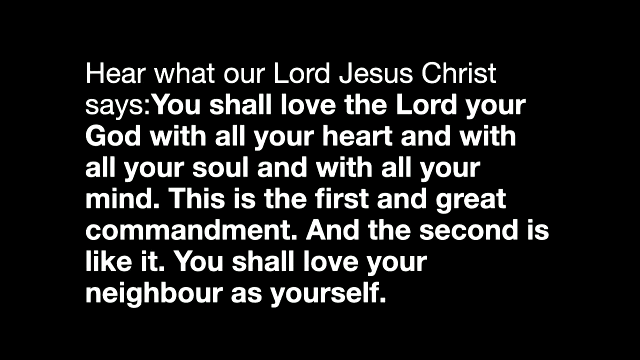 Hear what our Lord Jesus Christ
says:You shall love the Lord your
God with all your heart and with
all your soul and with all your
mind. This is the first and great
commandment. And the second is
like it. You shall love your
neighbour as yourself.